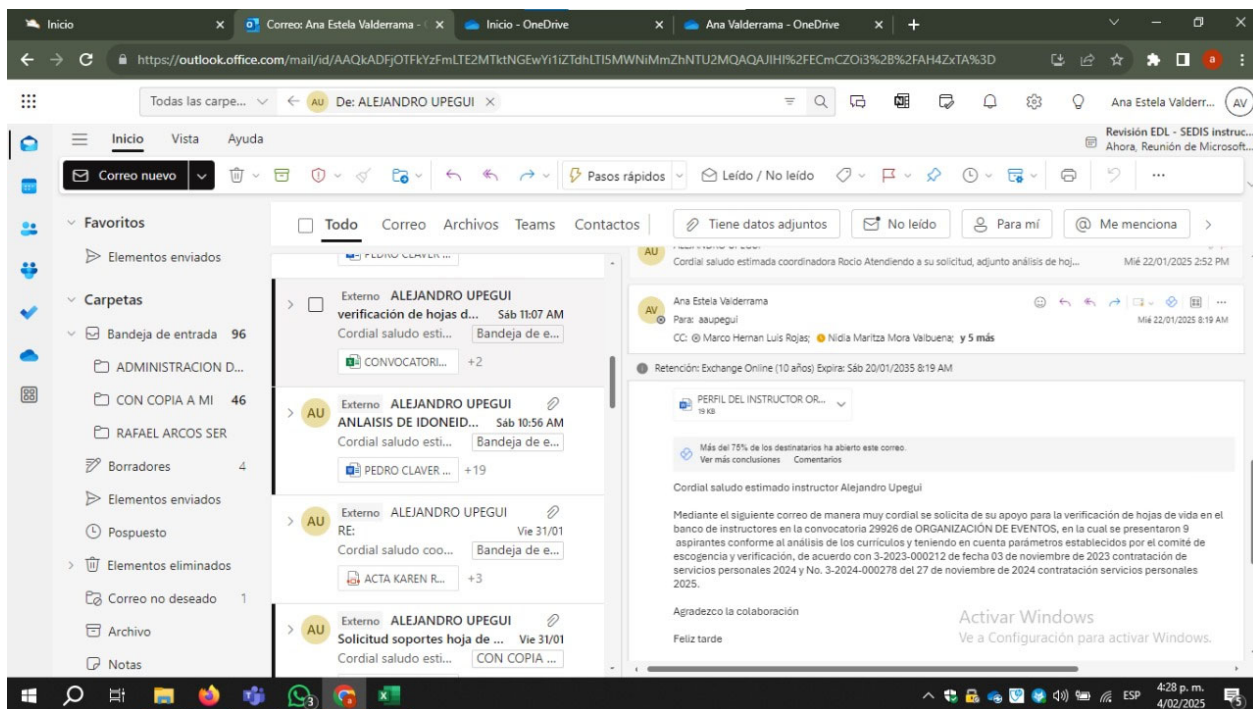 Inicio
Correo: Ana Estela Valderrama -
Inicio - OneDrive
Ana Valderrama - OneDrive
https://outlook.office.com/mail/id/AAQkADFjOTFkYzFmLTE2MTktNGEwYi1iZTdhLTI5MWNiMmZhNTU2MQAQAJIHI%2FECmCZOi3%2B%2FAH4ZxTA%3D
a
Todas las carpe...
AU De: ALEJANDRO UPEGUI
Ana Estela Valderr...
AV
Inicio Vista Ayuda
Revisión EDL - SEDIS instruc...
Ahora, Reunión de Microsoft...
Correo nuevo
Pasos rápidos
Leído / No leído
Favoritos
Elementos enviados
Carpetas
Bandeja de entrada 96
ADMINISTRACION D...
CON COPIA A MI 46
RAFAEL ARCOS SER
Borradores 4
Elementos enviados
Pospuesto
Elementos eliminados
Correo no deseado 1
Archivo
Notas
Todo Correo Archivos Teams Contactos
Tiene datos adjuntos
No leído
Para mí
Me menciona
PEDRO CLAVER ...
Externo ALEJANDRO UPEGUI
verificación de hojas d... Sáb 11:07 AM
Cordial saludo esti... Bandeja de e...
CONVOCATORI... +2
AU
Externo ALEJANDRO UPEGUI
ANLAISIS DE IDONEID... Sáb 10:56 AM
Cordial saludo esti... Bandeja de e...
PEDRO CLAVER ... +19
AU
Externo ALEJANDRO UPEGUI
RE: Vie 31/01
Cordial saludo coo... Bandeja de e...
ACTA KAREN R... +3
AU
Externo ALEJANDRO UPEGUI
Solicitud soportes hoja de ... Vie 31/01
Cordial saludo esti... CON COPIA ...
AU
ALEJANDRO UPEGUI
Cordial saludo estimada coordinadora Rocio Atendiendo a su solicitud, adjunto análisis de hoj... Mié 22/01/2025 2:52 PM
AV
Ana Estela Valderrama
Para: aaupegui
Mié 22/01/2025 8:19 AM
CC: Marco Hernan Luis Rojas; Nidia Maritza Mora Valbuena; y 5 más
Retención: Exchange Online (10 años) Expira: Sáb 20/01/2035 8:19 AM
PERFIL DEL INSTRUCTOR OR...
19 KB
Más del 75% de los destinatarios ha abierto este correo.
Ver más conclusiones Comentarios
Cordial saludo estimado instructor Alejandro Upegui
Mediante el siguiente correo de manera muy cordial se solicita de su apoyo para la verificación de hojas de vida en el
banco de instructores en la convocatoria 29926 de ORGANIZACIÓN DE EVENTOS, en la cual se presentaron 9
aspirantes conforme al análisis de los currículos y teniendo en cuenta parámetros establecidos por el comité de
escogencia y verificación, de acuerdo con 3-2023-000212 de fecha 03 de noviembre de 2023 contratación de
servicios personales 2024 y No. 3-2024-000278 del 27 de noviembre de 2024 contratación servicios personales
2025.
Agradezco la colaboración
Feliz tarde
Activar Windows
Ve a Configuración para activar Windows.
3
ESP
4:28 p. m.
4/02/2025
5